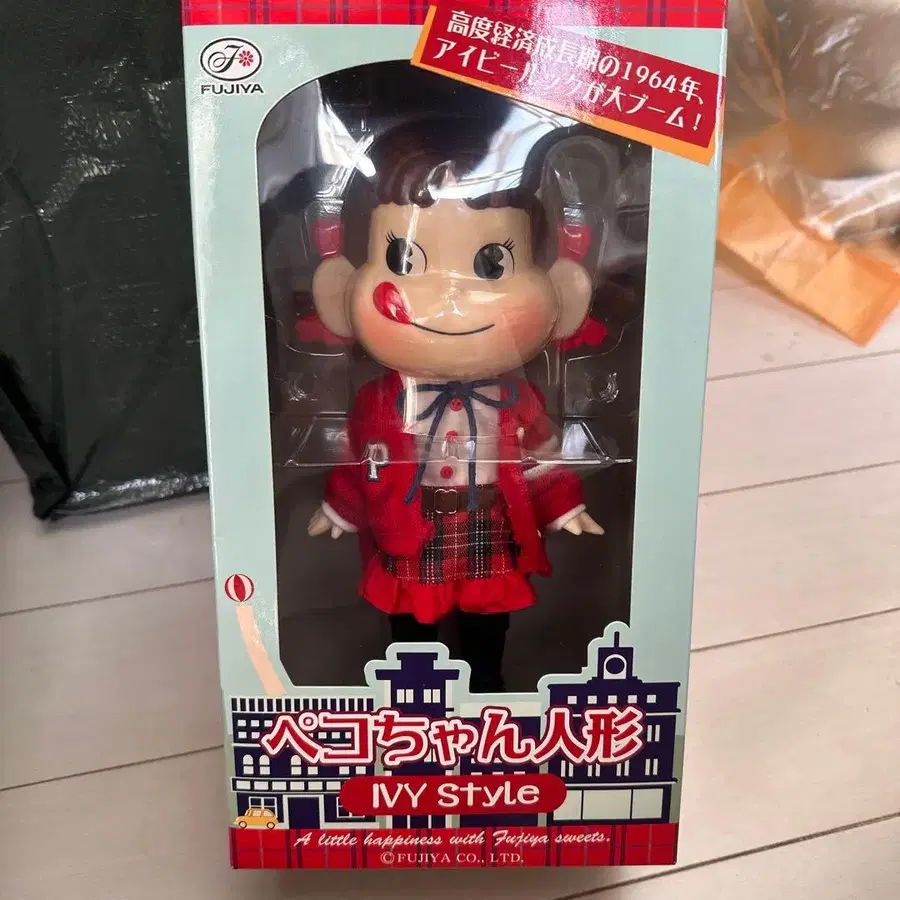 FUJIYA
高度経済成長期の1964年、
アイビールックが大ブーム!
P
ペコちゃん人形
IVY Style
A little happiness with Fujiya sweets.
©FUJIYA CO., LTD.